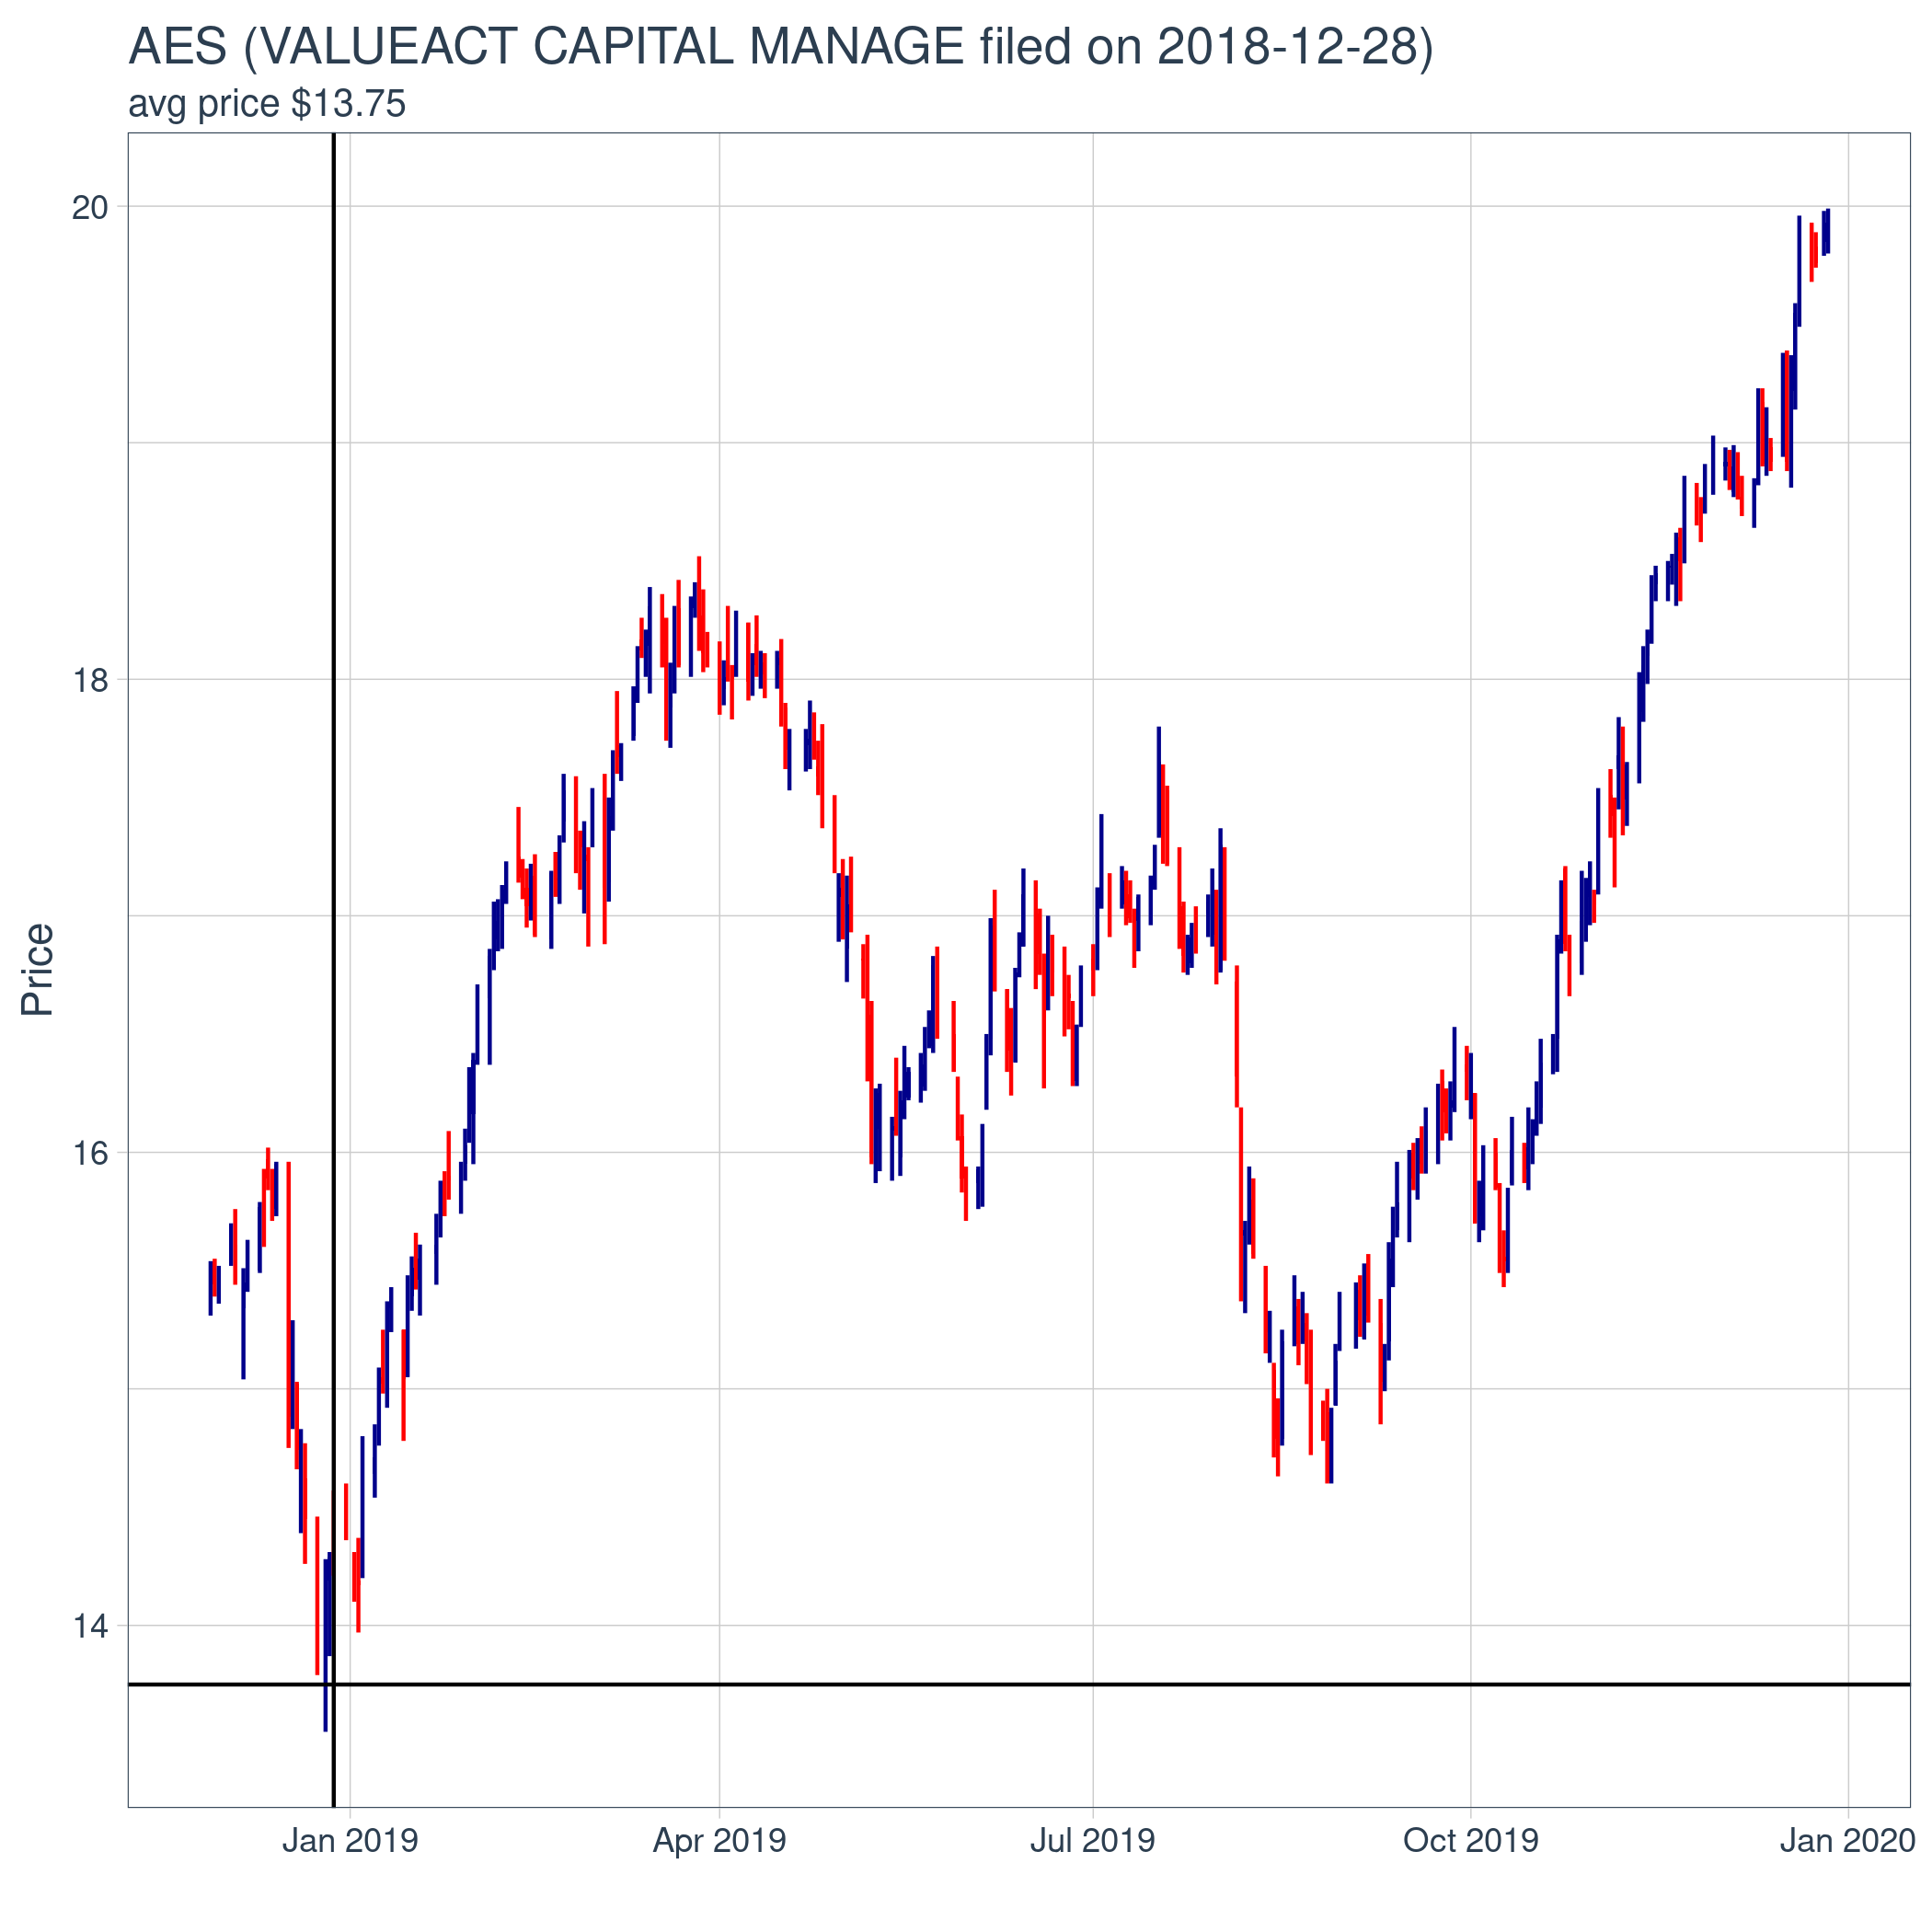 AES (VALUEACT CAPITAL MANAGE filed on 2018-12-28)
avg price $13.75
20
18
16
14
Price
Jan 2019
Apr 2019
Jul 2019
Oct 2019
Jan 2020